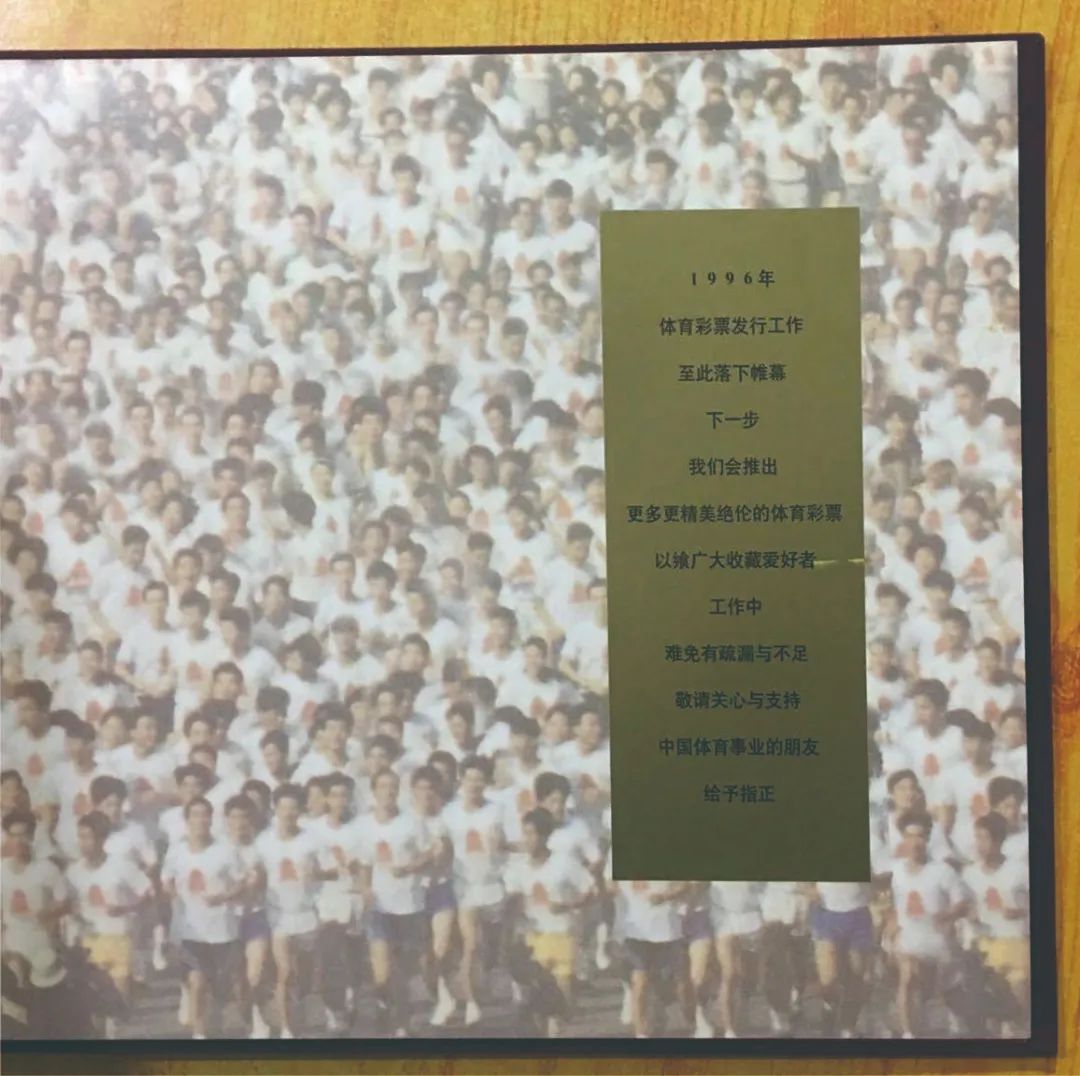 1996年
体育彩票发行工作
至此落下帷幕
下一步
我们会推出
更多更精美绝伦的体育彩票
以飨广大收藏爱好者
工作中
难免有疏漏与不足
敬请关心与支持
中国体育事业的朋友
给予指正